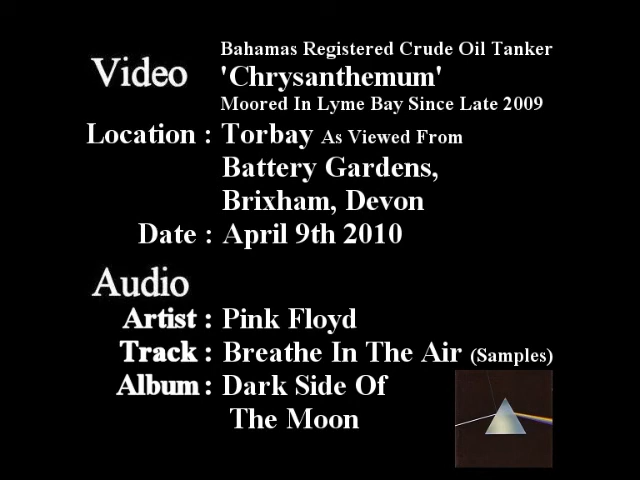 Video
Bahamas Registered Crude Oil Tanker
'Chrysanthemum'
Moored In Lyme Bay Since Late 2009
Location : Torbay As Viewed From
Battery Gardens,
Brixham, Devon
Date : April 9th 2010
Audio
Artist : Pink Floyd
Track : Breathe In The Air (Samples)
Album : Dark Side Of
The Moon